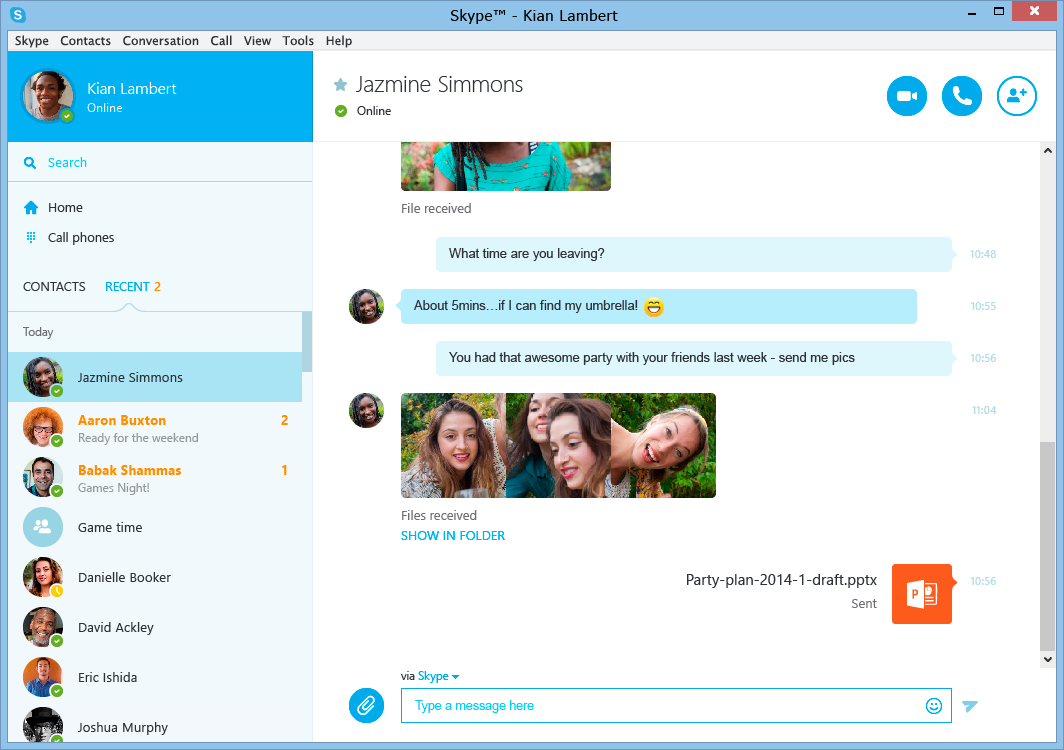 Skype™ - Kian Lambert
Skype Contacts Conversation Call View Tools Help
Kian Lambert
Online
Search
Home
Call phones
CONTACTS RECENT 2
Today
Jazmine Simmons
Aaron Buxton 2
Ready for the weekend
Babak Shammas 1
Games Night!
Game time
Danielle Booker
David Ackley
Eric Ishida
Joshua Murphy
Jazmine Simmons
Online
File received
What time are you leaving? 10:48
About 5mins...if I can find my umbrella! 10:55
You had that awesome party with your friends last week - send me pics 10:56
11:04
Files received
SHOW IN FOLDER
Party-plan-2014-1-draft.pptx 10:56
Sent
via Skype
Type a message here